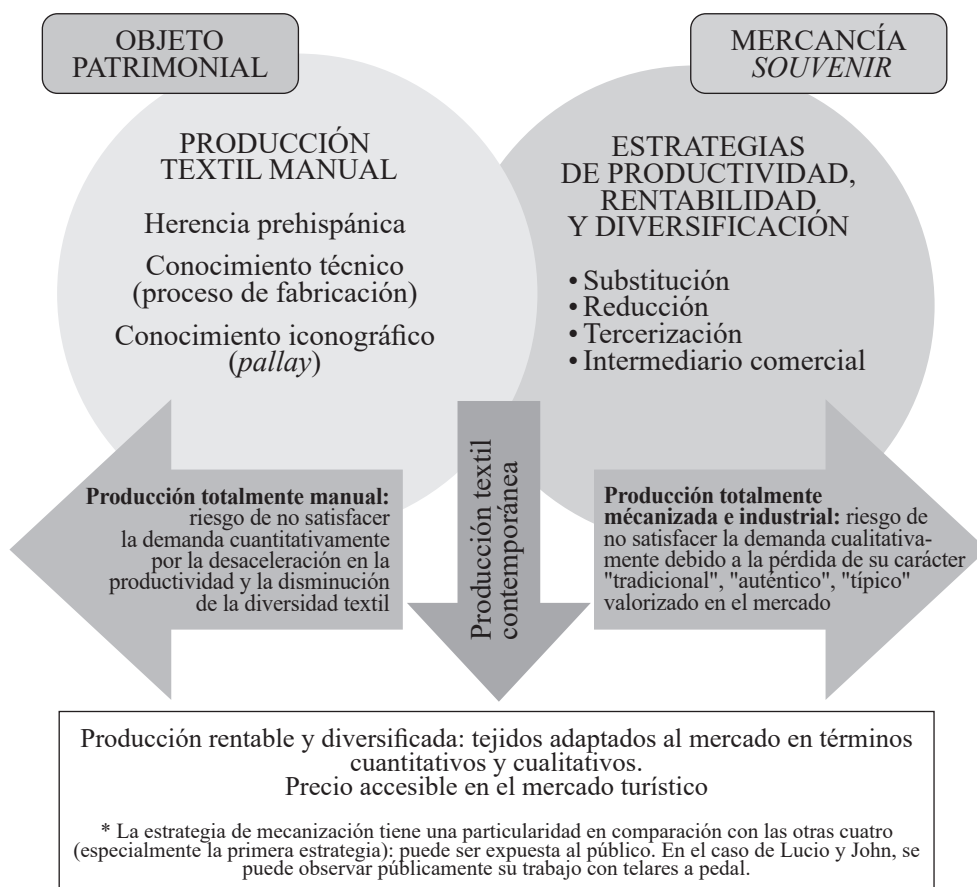 OBJETO
PATRIMONIAL
MERCANCÍA
SOUVENIR
PRODUCCIÓN
TEXTIL MANUAL
Herencia prehispánica
Conocimiento técnico
(proceso de fabricación)
Conocimiento iconográfico
(pallay)
ESTRATEGIAS
DE PRODUCTIVIDAD,
RENTABILIDAD
Y DIVERSIFICACIÓN
• Substitución
• Reducción
• Tercerización
• Intermediario comercial
Producción totalmente manual:
riesgo de no satisfacer
la demanda cuantitativamente
por la desaceleración en la
productividad y la disminución
de la diversidad textil
Producción textil
contemporánea
Producción totalmente
mécanizada e industrial: riesgo de
no satisfacer la demanda cualitativa-
mente debido a la pérdida de su carácter
"tradicional", "auténtico", "típico"
valorizado en el mercado
Producción rentable y diversificada: tejidos adaptados al mercado en términos
cuantitativos y cualitativos.
Precio accesible en el mercado turístico
* La estrategia de mecanización tiene una particularidad en comparación con las otras cuatro
(especialmente la primera estrategia): puede ser expuesta al público. En el caso de Lucio y John, se
puede observar públicamente su trabajo con telares a pedal.